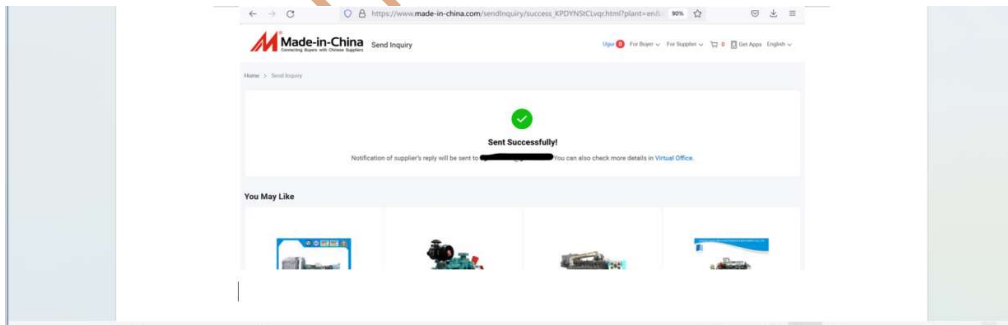 https://www.made-in-china.com/sendInquiry/success_KPDYNStCLvqr.html?plant=en&
90%
Made-in-China
Connecting Buyers with Chinese Suppliers
Send Inquiry
0
For Buyer
For Supplier
0
Get Apps
English
Home > Send Inquiry
Sent Successfully!
Notification of supplier's reply will be sent to
You can also check more details in Virtual Office.
You May Like